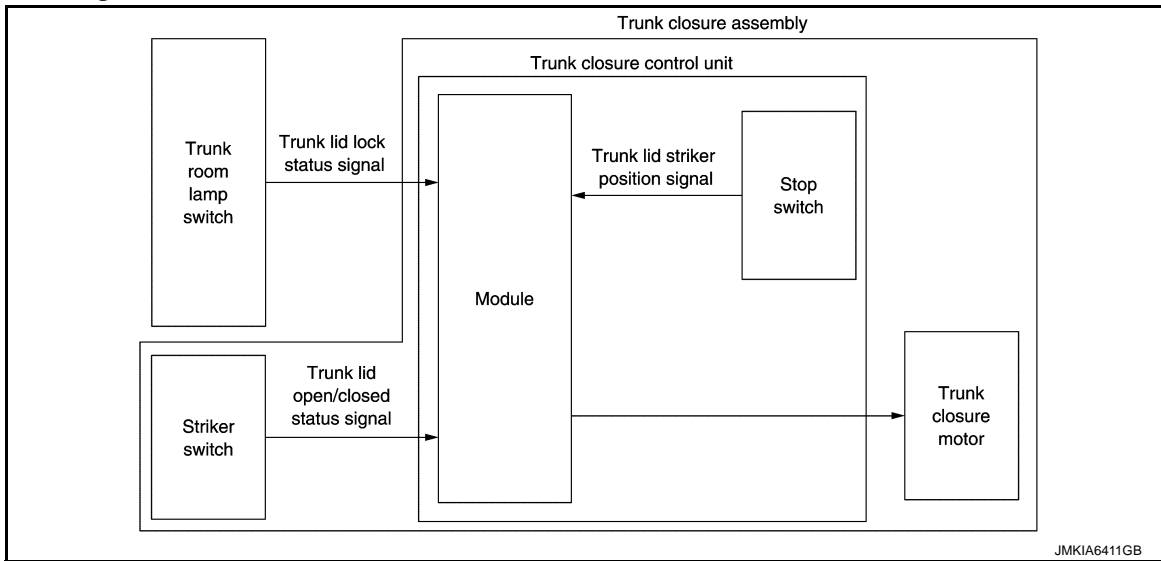 Trunk closure assembly
Trunk closure control unit
Trunk
room
lamp
switch
Trunk lid lock
status signal
Trunk lid striker
position signal
Stop
switch
Module
Striker
switch
Trunk lid
open/closed
status signal
Trunk
closure
motor
JMKIA6411GB